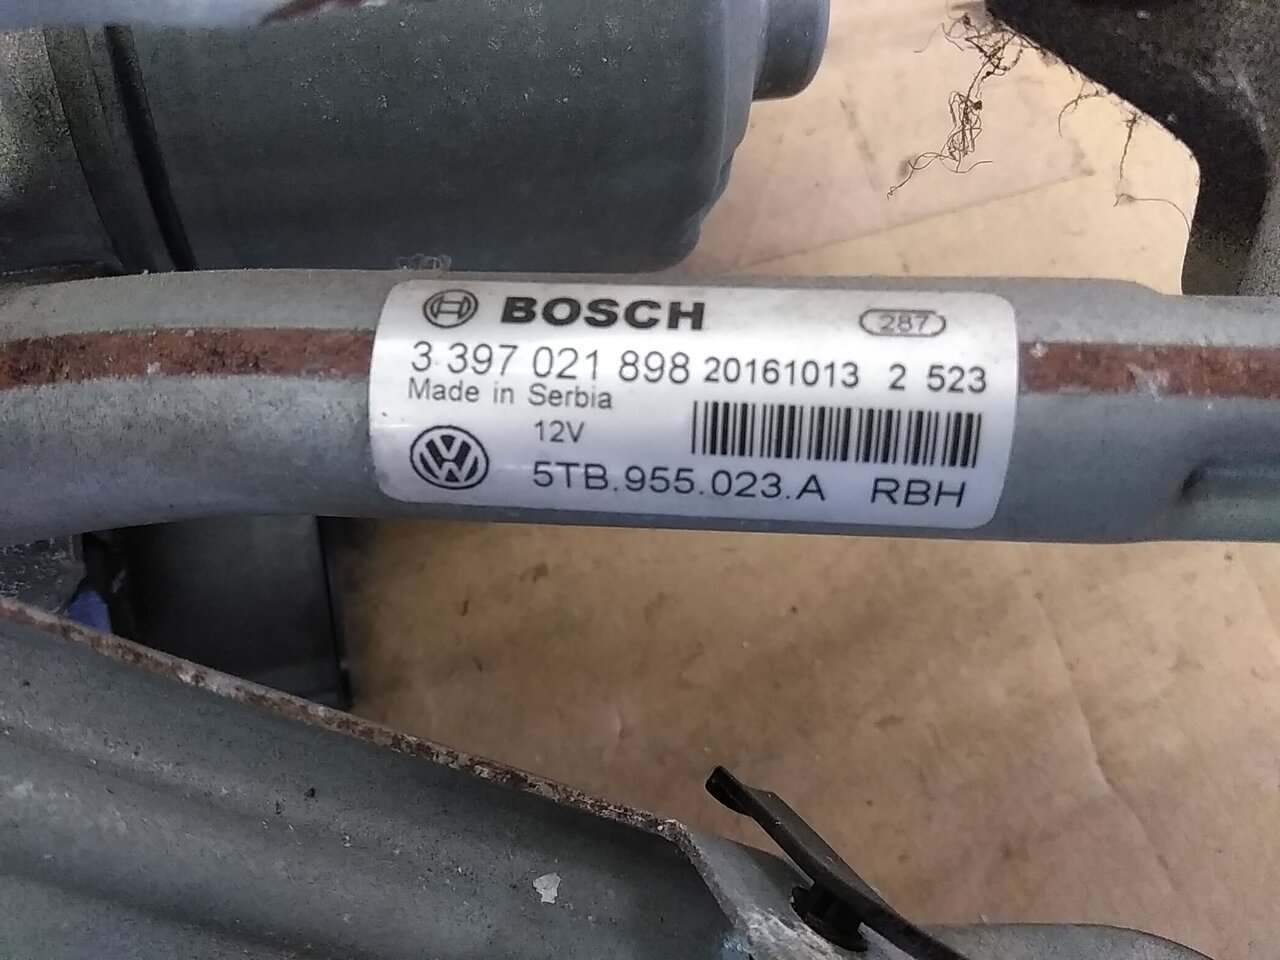 BOSCH 287
3 397 021 898 20161013 2 523
Made in Serbia
12V
5TB.955.023.A RBH